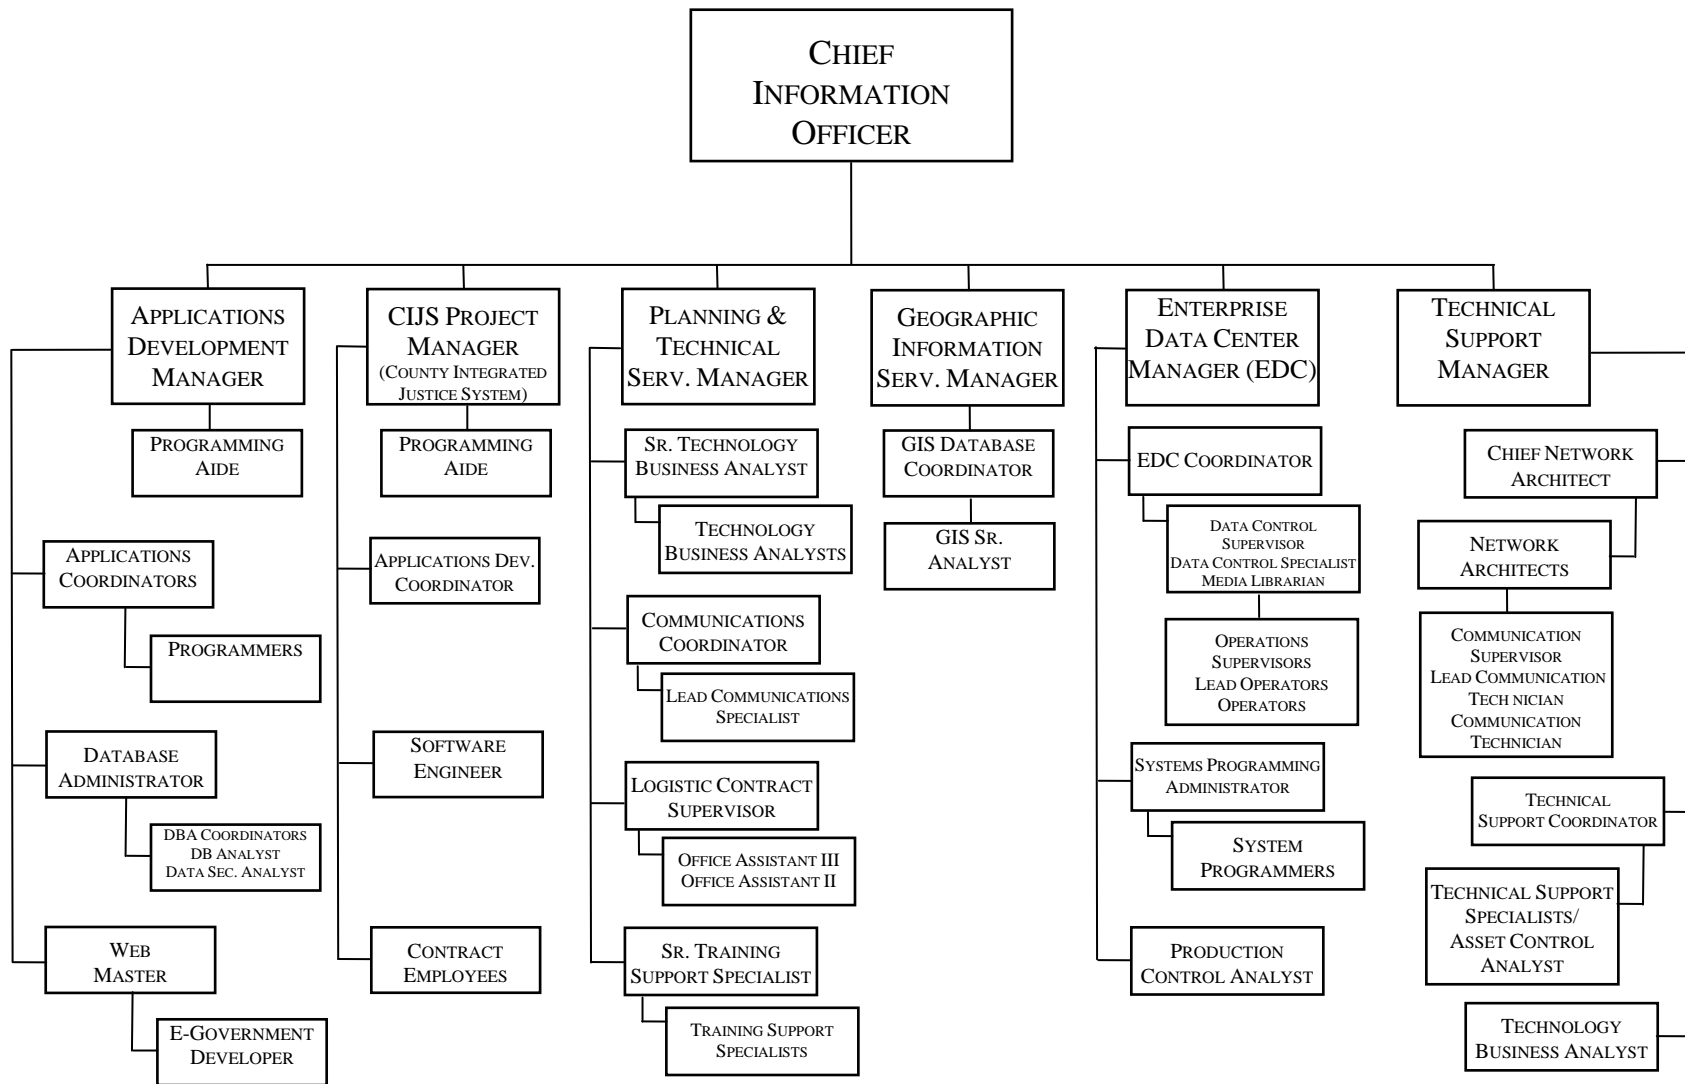 CHIEF
INFORMATION
OFFICER
APPLICATIONS
DEVELOPMENT
MANAGER
PROGRAMMING
AIDE
APPLICATIONS
COORDINATORS
PROGRAMMERS
DATABASE
ADMINISTRATOR
DBA COORDINATORS
DB ANALYST
DATA SEC. ANALYST
WEB
MASTER
E-GOVERNMENT
DEVELOPER
CIJS PROJECT
MANAGER
(COUNTY INTEGRATED
JUSTICE SYSTEM)
PROGRAMMING
AIDE
APPLICATIONS DEV.
COORDINATOR
SOFTWARE
ENGINEER
CONTRACT
EMPLOYEES
PLANNING &
TECHNICAL
SERV. MANAGER
SR. TECHNOLOGY
BUSINESS ANALYST
TECHNOLOGY
BUSINESS ANALYSTS
COMMUNICATIONS
COORDINATOR
LEAD COMMUNICATIONS
SPECIALIST
LOGISTIC CONTRACT
SUPERVISOR
OFFICE ASSISTANT III
OFFICE ASSISTANT II
SR. TRAINING
SUPPORT SPECIALIST
TRAINING SUPPORT
SPECIALISTS
GEOGRAPHIC
INFORMATION
SERV. MANAGER
GIS DATABASE
COORDINATOR
GIS SR.
ANALYST
ENTERPRISE
DATA CENTER
MANAGER (EDC)
EDC COORDINATOR
DATA CONTROL
SUPERVISOR
DATA CONTROL SPECIALIST
MEDIA LIBRARIAN
OPERATIONS
SUPERVISORS
LEAD OPERATORS
OPERATORS
SYSTEMS PROGRAMMING
ADMINISTRATOR
SYSTEM
PROGRAMMERS
PRODUCTION
CONTROL ANALYST
TECHNICAL
SUPPORT
MANAGER
CHIEF NETWORK
ARCHITECT
NETWORK
ARCHITECTS
COMMUNICATION
SUPERVISOR
LEAD COMMUNICATION
TECH NICIAN
COMMUNICATION
TECHNICIAN
TECHNICAL
SUPPORT COORDINATOR
TECHNICAL SUPPORT
SPECIALISTS/
ASSET CONTROL
ANALYST
TECHNOLOGY
BUSINESS ANALYST